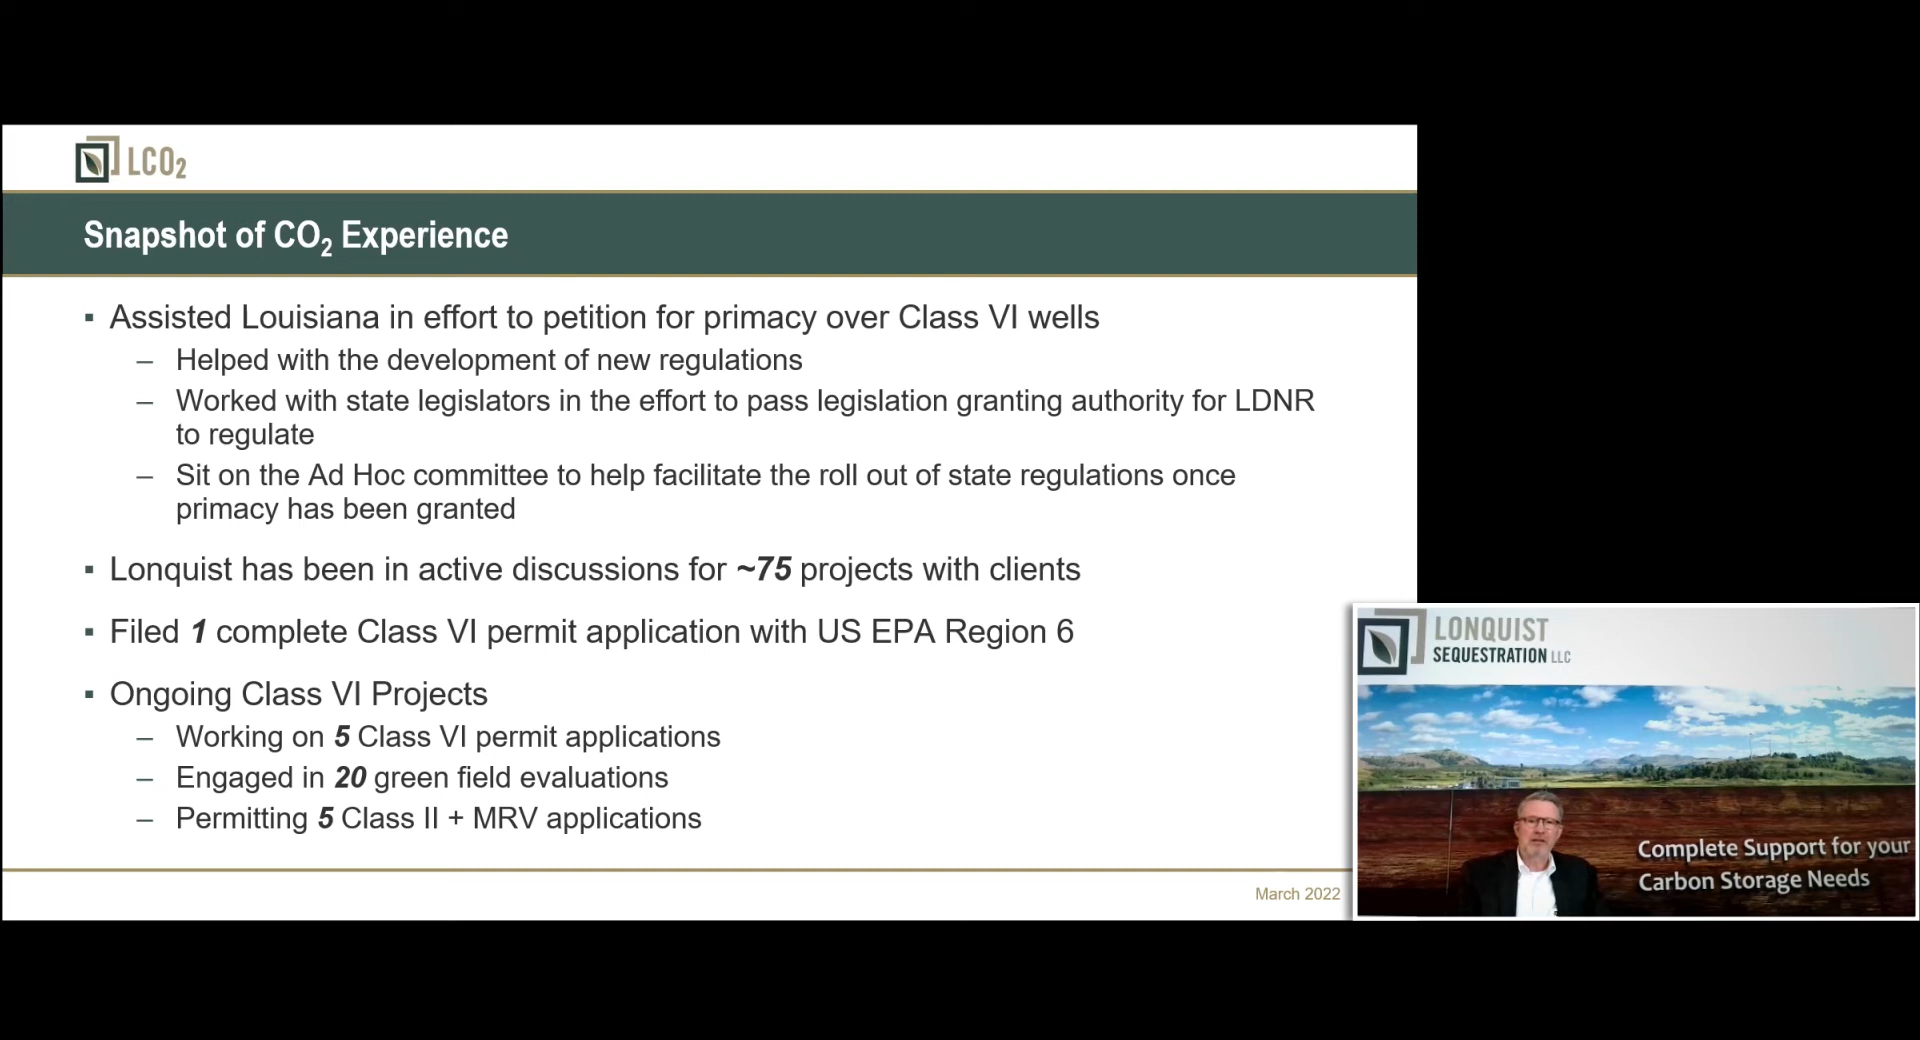 LCO2
Snapshot of CO2 Experience
▪ Assisted Louisiana in effort to petition for primacy over Class VI wells
– Helped with the development of new regulations
– Worked with state legislators in the effort to pass legislation granting authority for LDNR
to regulate
– Sit on the Ad Hoc committee to help facilitate the roll out of state regulations once
primacy has been granted
▪ Lonquist has been in active discussions for ~75 projects with clients
▪ Filed 1 complete Class VI permit application with US EPA Region 6
▪ Ongoing Class VI Projects
– Working on 5 Class VI permit applications
– Engaged in 20 green field evaluations
– Permitting 5 Class II + MRV applications
March 2022
LONQUIST
SEQUESTRATION LLC
Complete Support for your
Carbon Storage Needs